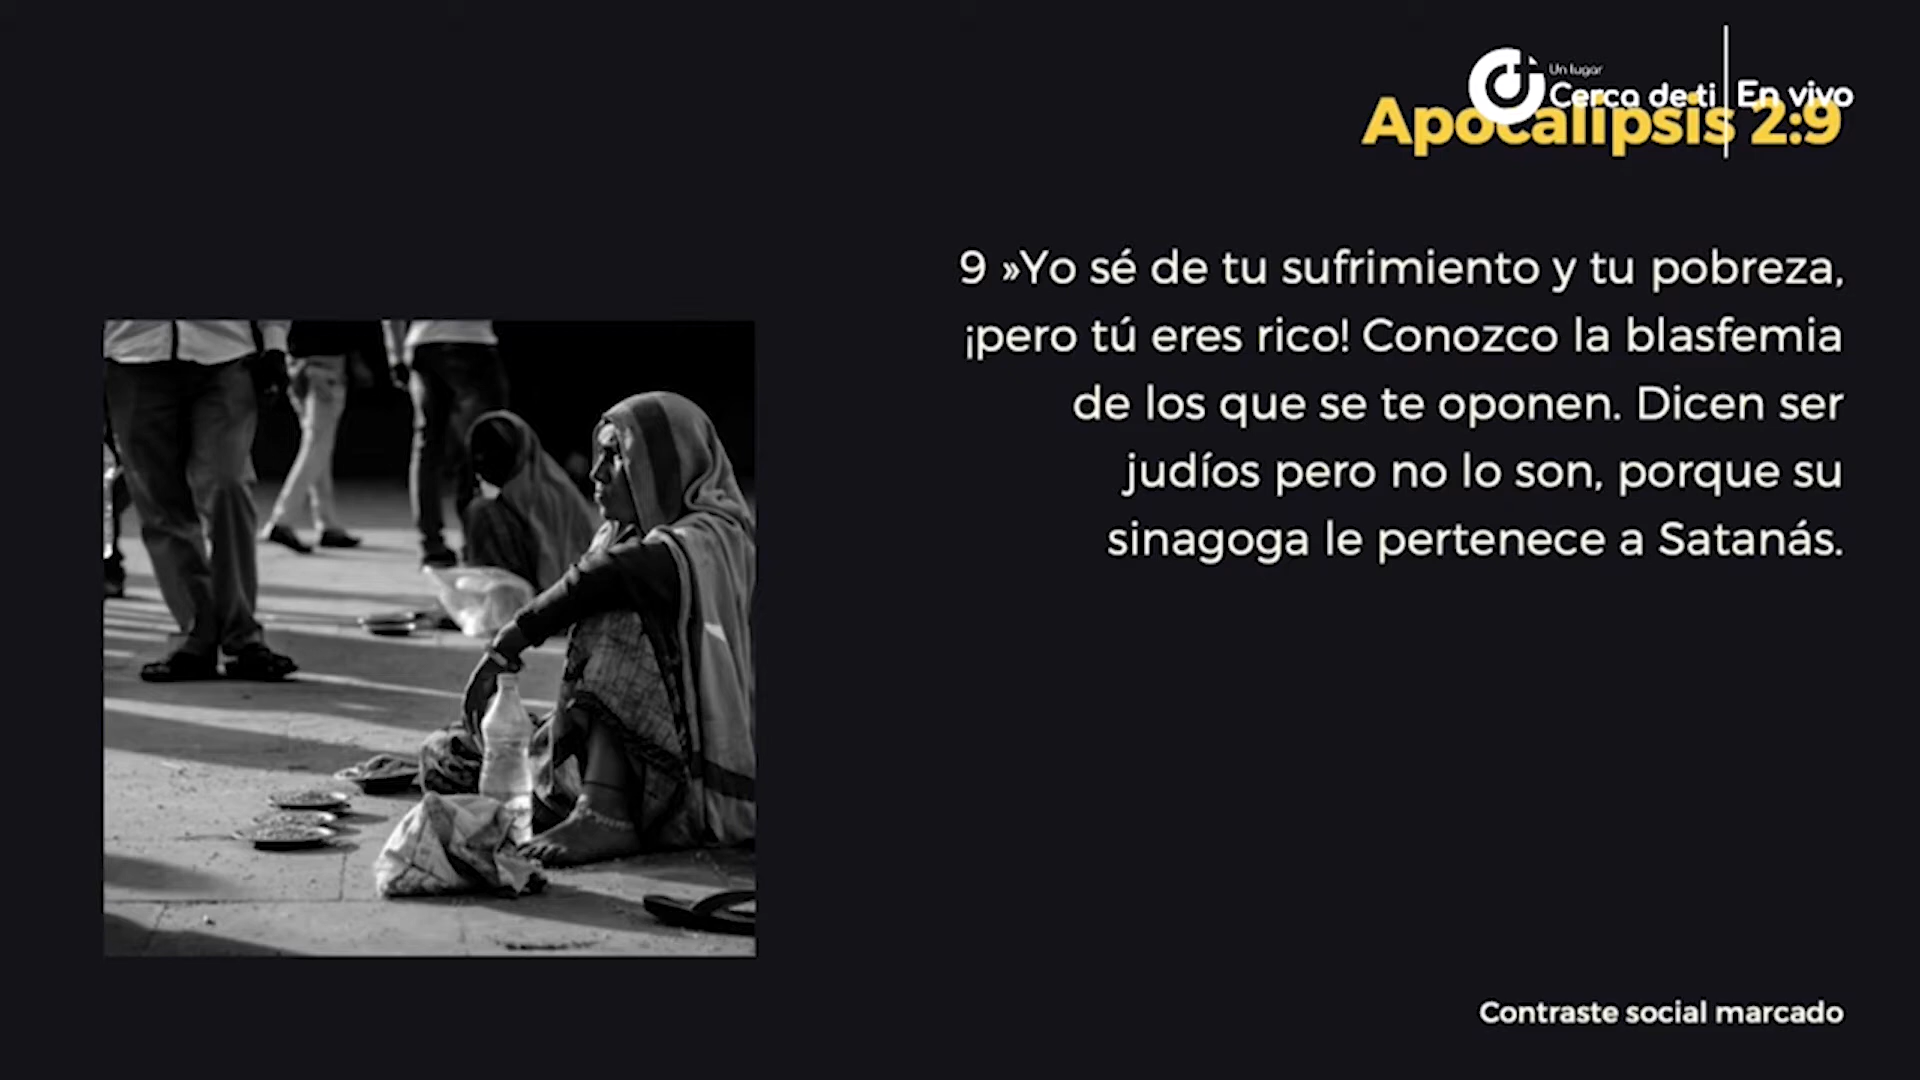 Un lugar
Cerca de ti | En vivo
Apocalipsis 2:9
9 »Yo sé de tu sufrimiento y tu pobreza,
¡pero tú eres rico! Conozco la blasfemia
de los que se te oponen. Dicen ser
judíos pero no lo son, porque su
sinagoga le pertenece a Satanás.
Contraste social marcado